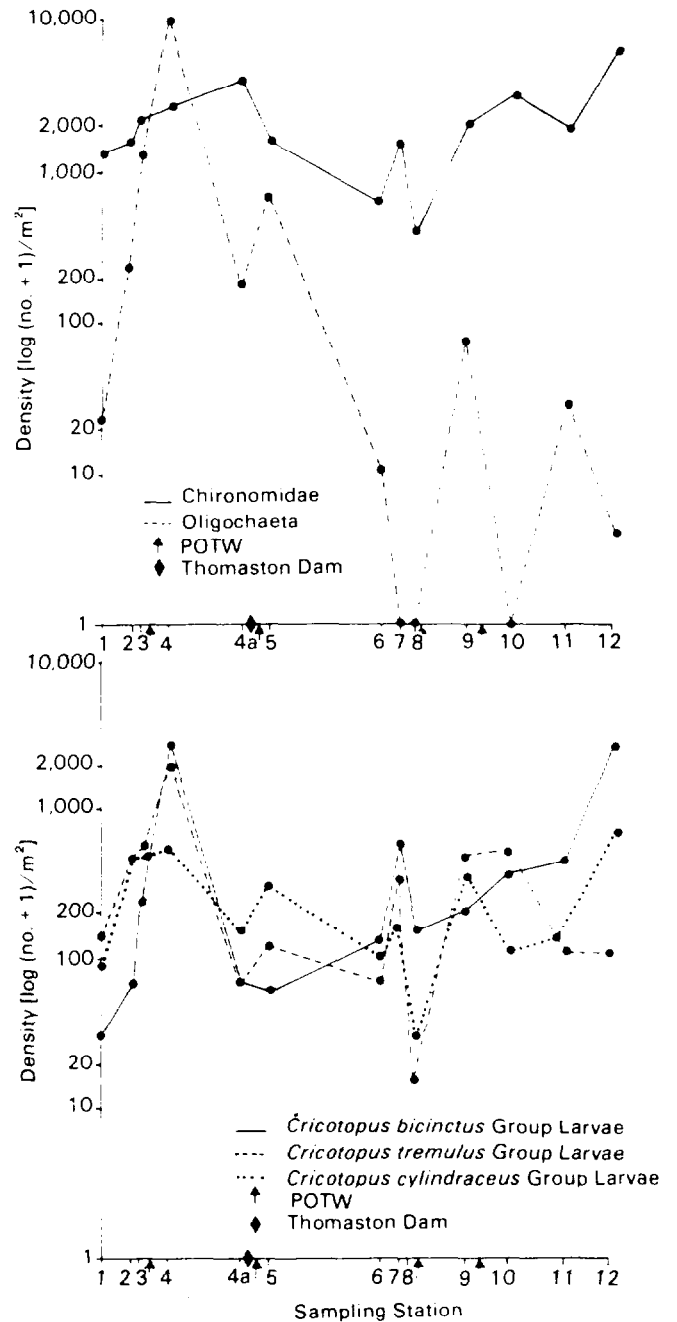 10,000
2,000
1,000
200
100
20
10
1
Density [log (no. + 1)/m²]
Chironomidae
Oligochaeta
POTW
Thomaston Dam
1 2 3 4 4a 5 6 7 8 9 10 11 12
10,000
2,000
1,000
200
100
20
10
1
Density [log (no. + 1)/m²]
Cricotopus bicinctus Group Larvae
Cricotopus tremulus Group Larvae
Cricotopus cylindraceus Group Larvae
POTW
Thomaston Dam
1 2 3 4 4a 5 6 7 8 9 10 11 12
Sampling Station